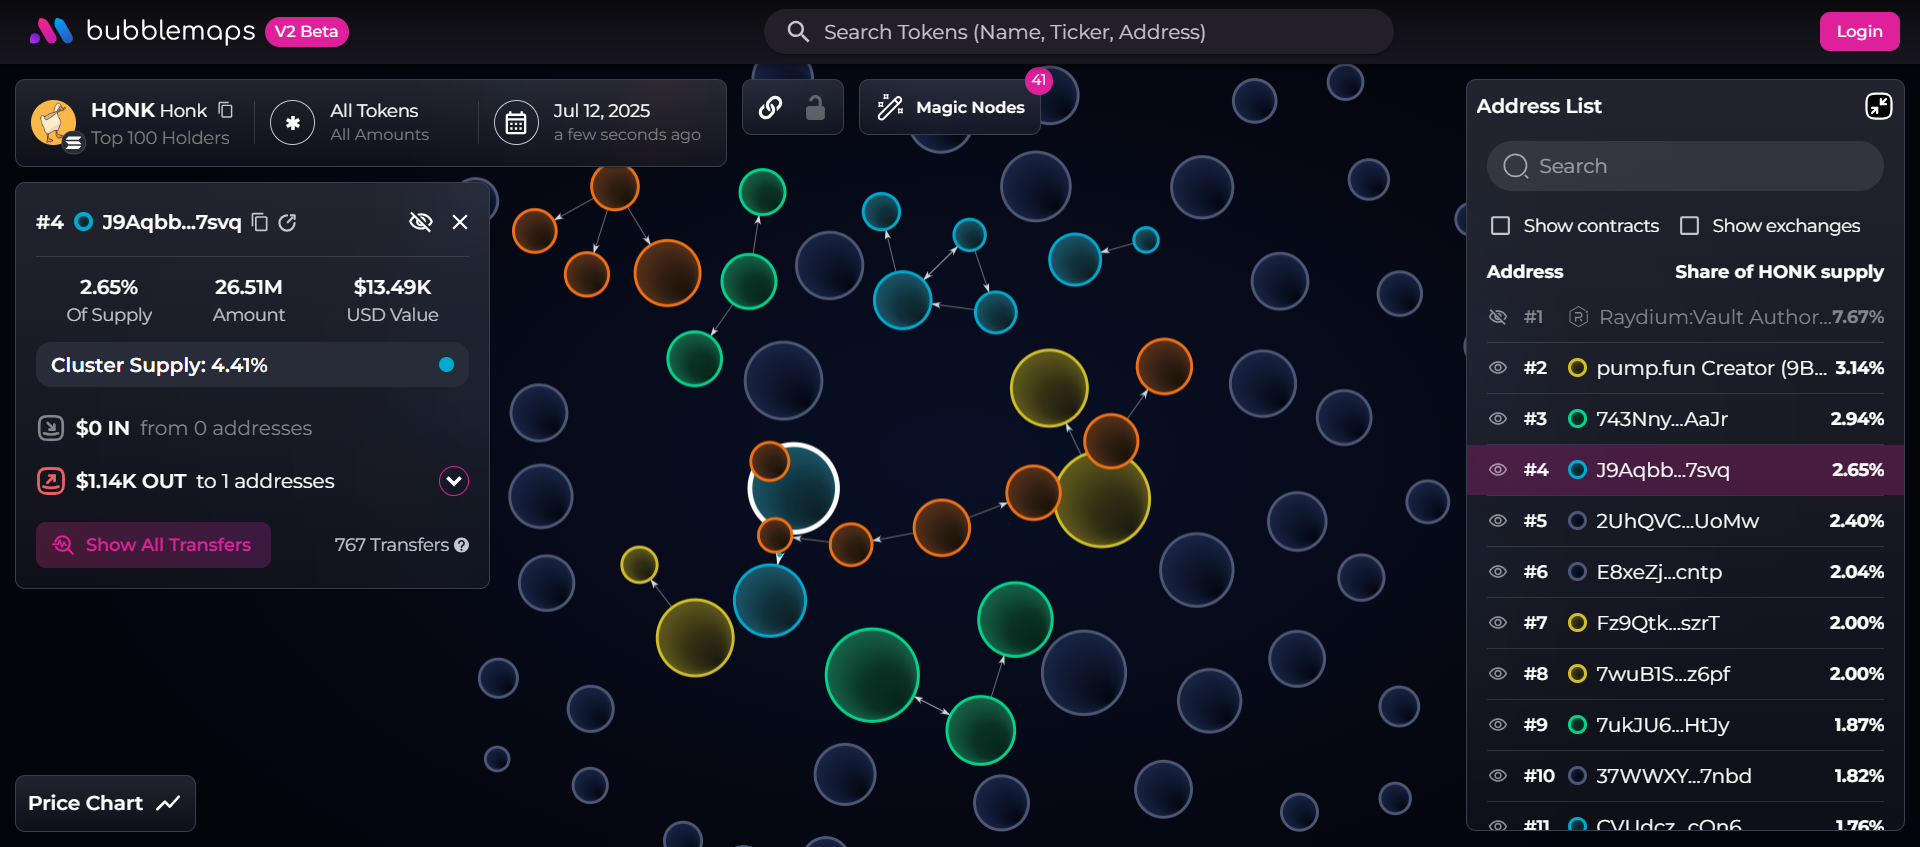 bubblemaps V2 Beta
Search Tokens (Name, Ticker, Address)
Login
HONK Honk
Top 100 Holders
All Tokens
All Amounts
Jul 12, 2025
a few seconds ago
Magic Nodes
41
#4 J9Aqbb...7svq
2.65%
Of Supply
26.51M
Amount
$13.49K
USD Value
Cluster Supply: 4.41%
$0 IN from 0 addresses
$1.14K OUT to 1 addresses
Show All Transfers
767 Transfers ?
Price Chart
Address List
Search
Show contracts
Show exchanges
Address Share of HONK supply
#1 Raydium:Vault Author... 7.67%
#2 pump.fun Creator (9B... 3.14%
#3 743Nny...AaJr 2.94%
#4 J9Aqbb...7svq 2.65%
#5 2UhQVC...UoMw 2.40%
#6 E8xeZj...cntp 2.04%
#7 Fz9Qtk...szrT 2.00%
#8 7wuB1S...z6pf 2.00%
#9 7ukJU6...HtJy 1.87%
#10 37WWXY...7nbd 1.82%
#11 1.76%